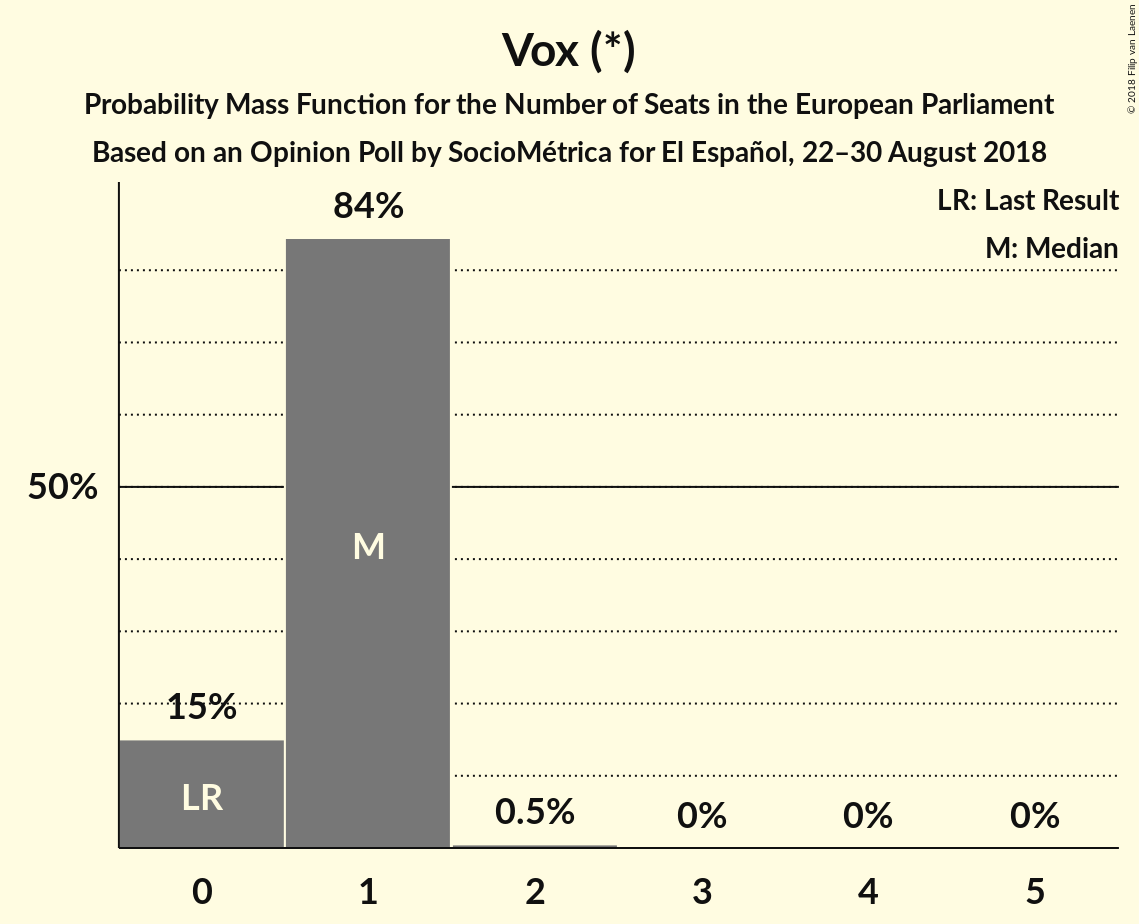 Vox (*)
Probability Mass Function for the Number of Seats in the European Parliament
Based on an Opinion Poll by SocioMétrica for El Español, 22–30 August 2018
© 2018 Filip van Laenen
LR: Last Result
M: Median
84%
50%
M
15%
LR
0.5%
0%
0%
0%
0
1
2
3
4
5